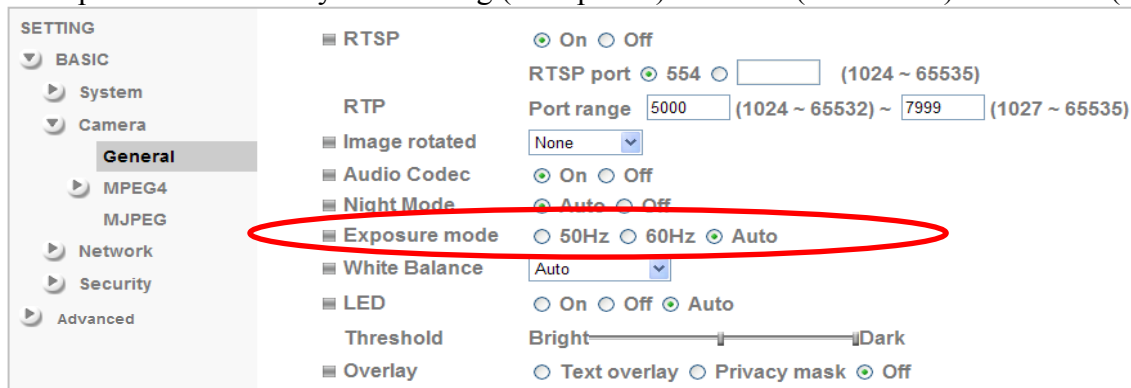 SETTING
BASIC
System
Camera
General
MPEG4
MJPEG
Network
Security
Advanced
RTSP On Off
RTSP port 554 (1024 ~ 65535)
RTP Port range 5000 (1024 ~ 65532) ~ 7999 (1027 ~ 65535)
Image rotated None
Audio Codec On Off
Night Mode Auto Off
Exposure mode 50Hz 60Hz Auto
White Balance Auto
LED On Off Auto
Threshold Bright Dark
Overlay Text overlay Privacy mask Off